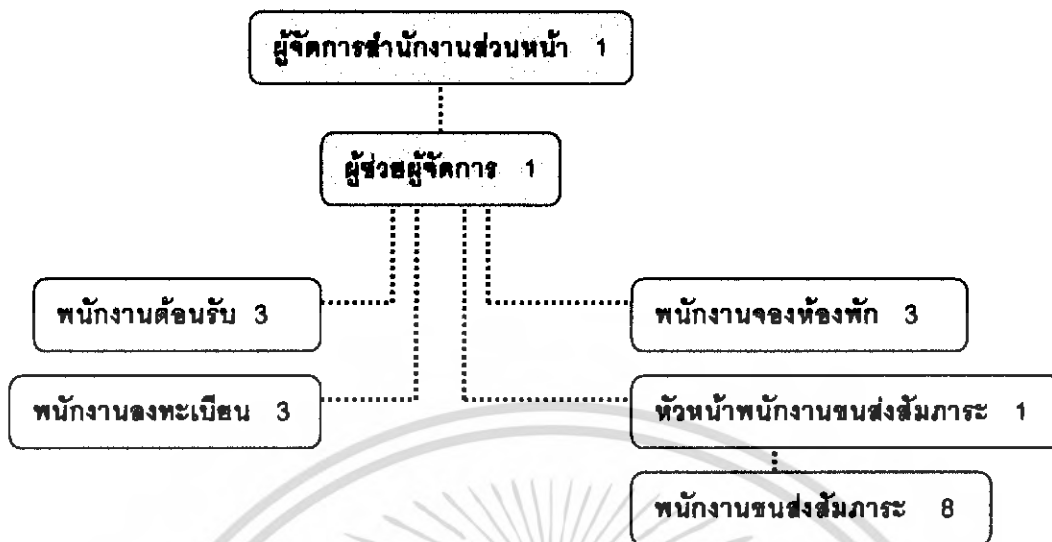 ผู้จัดการสำนักงานส่วนหน้า 1
ผู้ช่วยผู้จัดการ 1
พนักงานต้อนรับ 3
พนักงานจองห้องพัก 3
พนักงานลงทะเบียน 3
หัวหน้าพนักงานขนส่งสัมภาระ 1
พนักงานขนส่งสัมภาระ 8